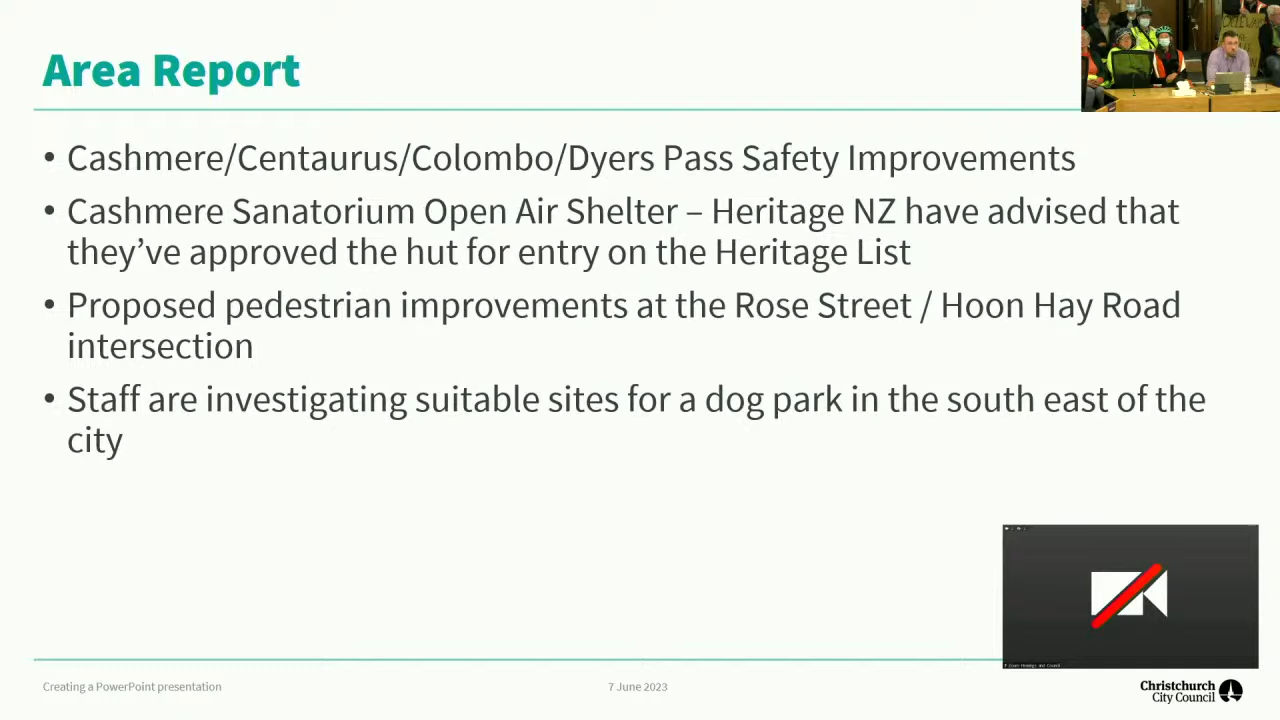 Area Report
• Cashmere/Centaurus/Colombo/Dyers Pass Safety Improvements
• Cashmere Sanatorium Open Air Shelter – Heritage NZ have advised that
they’ve approved the hut for entry on the Heritage List
• Proposed pedestrian improvements at the Rose Street / Hoon Hay Road
intersection
• Staff are investigating suitable sites for a dog park in the south east of the
city
Creating a PowerPoint presentation
7 June 2023
Christchurch
City Council